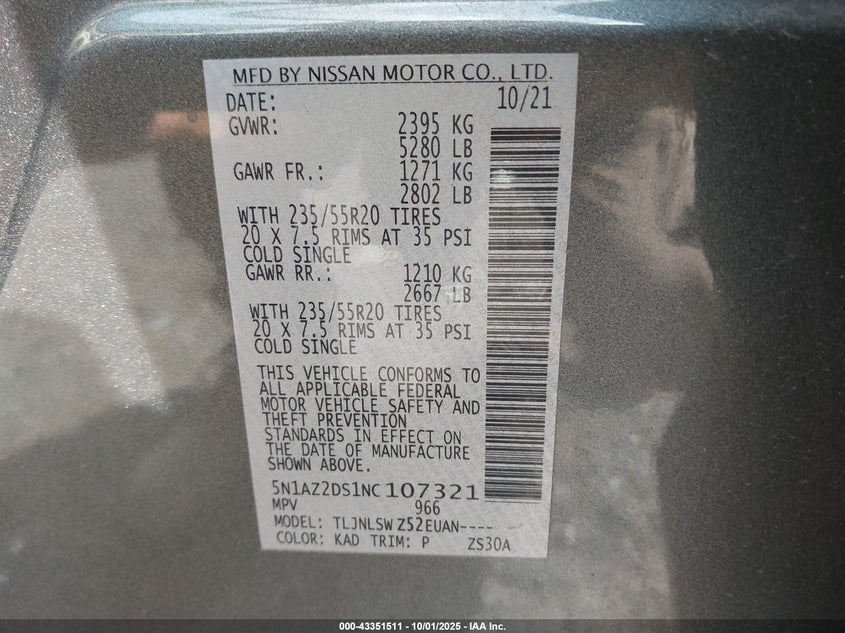 MFD BY NISSAN MOTOR CO., LTD.
DATE: 10/21
GVWR: 2395 KG
5280 LB
GAWR FR.: 1271 KG
2802 LB
WITH 235/55R20 TIRES
20 X 7.5 RIMS AT 35 PSI
COLD SINGLE
GAWR RR.: 1210 KG
2667 LB
WITH 235/55R20 TIRES
20 X 7.5 RIMS AT 35 PSI
COLD SINGLE
THIS VEHICLE CONFORMS TO
ALL APPLICABLE FEDERAL
MOTOR VEHICLE SAFETY AND
THEFT PREVENTION
STANDARDS IN EFFECT ON
THE DATE OF MANUFACTURE
SHOWN ABOVE.
5N1AZ2DS1NC107321
MPV 966
MODEL: TLJNLSW Z52EUAN----
COLOR: KAD TRIM: P ZS30A
000-43351511 - 10/01/2025 - IAA Inc.